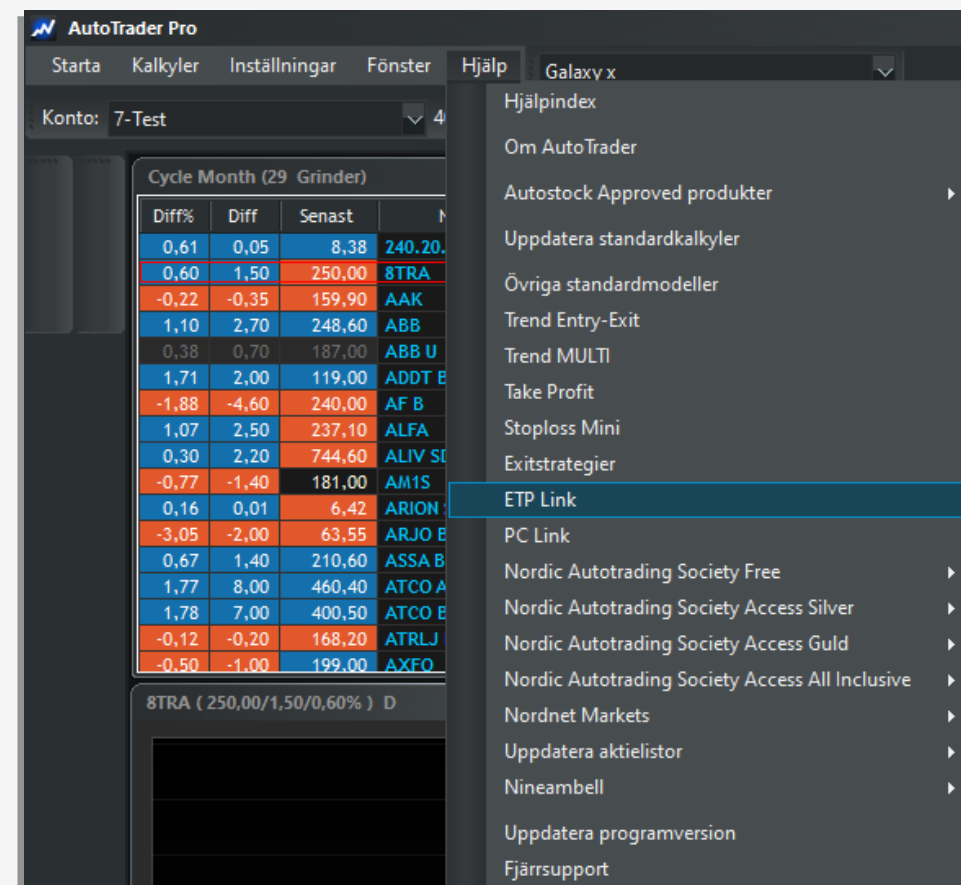 AutoTrader Pro
Starta Kalkyler Inställningar Fönster Hjälp Galaxy x
Konto: 7-Test
Cycle Month (29 Grinder)
Diff% Diff Senast
0,61 0,05 8,38 240.20.
0,60 1,50 250,00 8TRA
-0,22 -0,35 159,90 AAK
1,10 2,70 248,60 ABB
0,38 0,70 187,00 ABB U
1,71 2,00 119,00 ADDT B
-1,88 -4,60 240,00 AF B
1,07 2,50 237,10 ALFA
0,30 2,20 744,60 ALIV SD
-0,77 -1,40 181,00 AM1S
0,16 0,01 6,42 ARION
-3,05 -2,00 63,55 ARJO B
0,67 1,40 210,60 ASSA B
1,77 8,00 460,40 ATCO A
1,78 7,00 400,50 ATCO B
-0,12 -0,20 168,20 ATRLJ
-0,50 -1,00 199,00 AXFO
8TRA ( 250,00/1,50/0,60% ) D
Hjälpindex
Om AutoTrader
Autostock Approved produkter
Uppdatera standardkalkyler
Övriga standardmodeller
Trend Entry-Exit
Trend MULTI
Take Profit
Stoploss Mini
Exitstrategier
ETP Link
PC Link
Nordic Autotrading Society Free
Nordic Autotrading Society Access Silver
Nordic Autotrading Society Access Guld
Nordic Autotrading Society Access All Inclusive
Nordnet Markets
Uppdatera aktielistor
Nineambell
Uppdatera programversion
Fjärrsupport